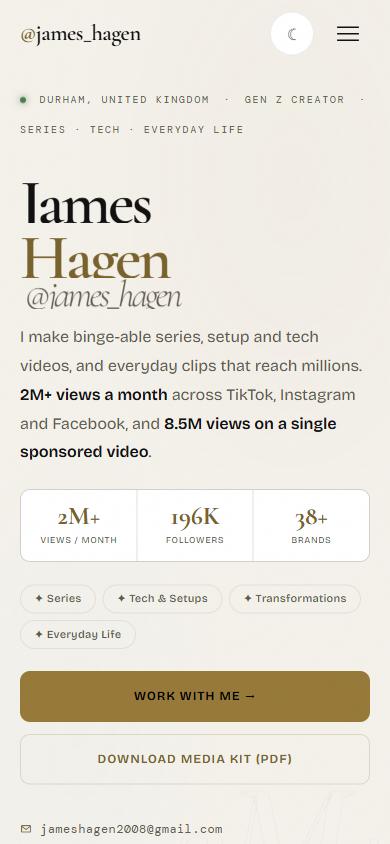 @james_hagen
DURHAM, UNITED KINGDOM · GEN Z CREATOR ·
SERIES · TECH · EVERYDAY LIFE
James
Hagen
@james_hagen
I make binge-able series, setup and tech
videos, and everyday clips that reach millions.
2M+ views a month across TikTok, Instagram
and Facebook, and 8.5M views on a single
sponsored video.
2M+ 196K 38+
VIEWS / MONTH FOLLOWERS BRANDS
✦ Series ✦ Tech & Setups ✦ Transformations
✦ Everyday Life
WORK WITH ME →
DOWNLOAD MEDIA KIT (PDF)
jameshagen2008@gmail.com